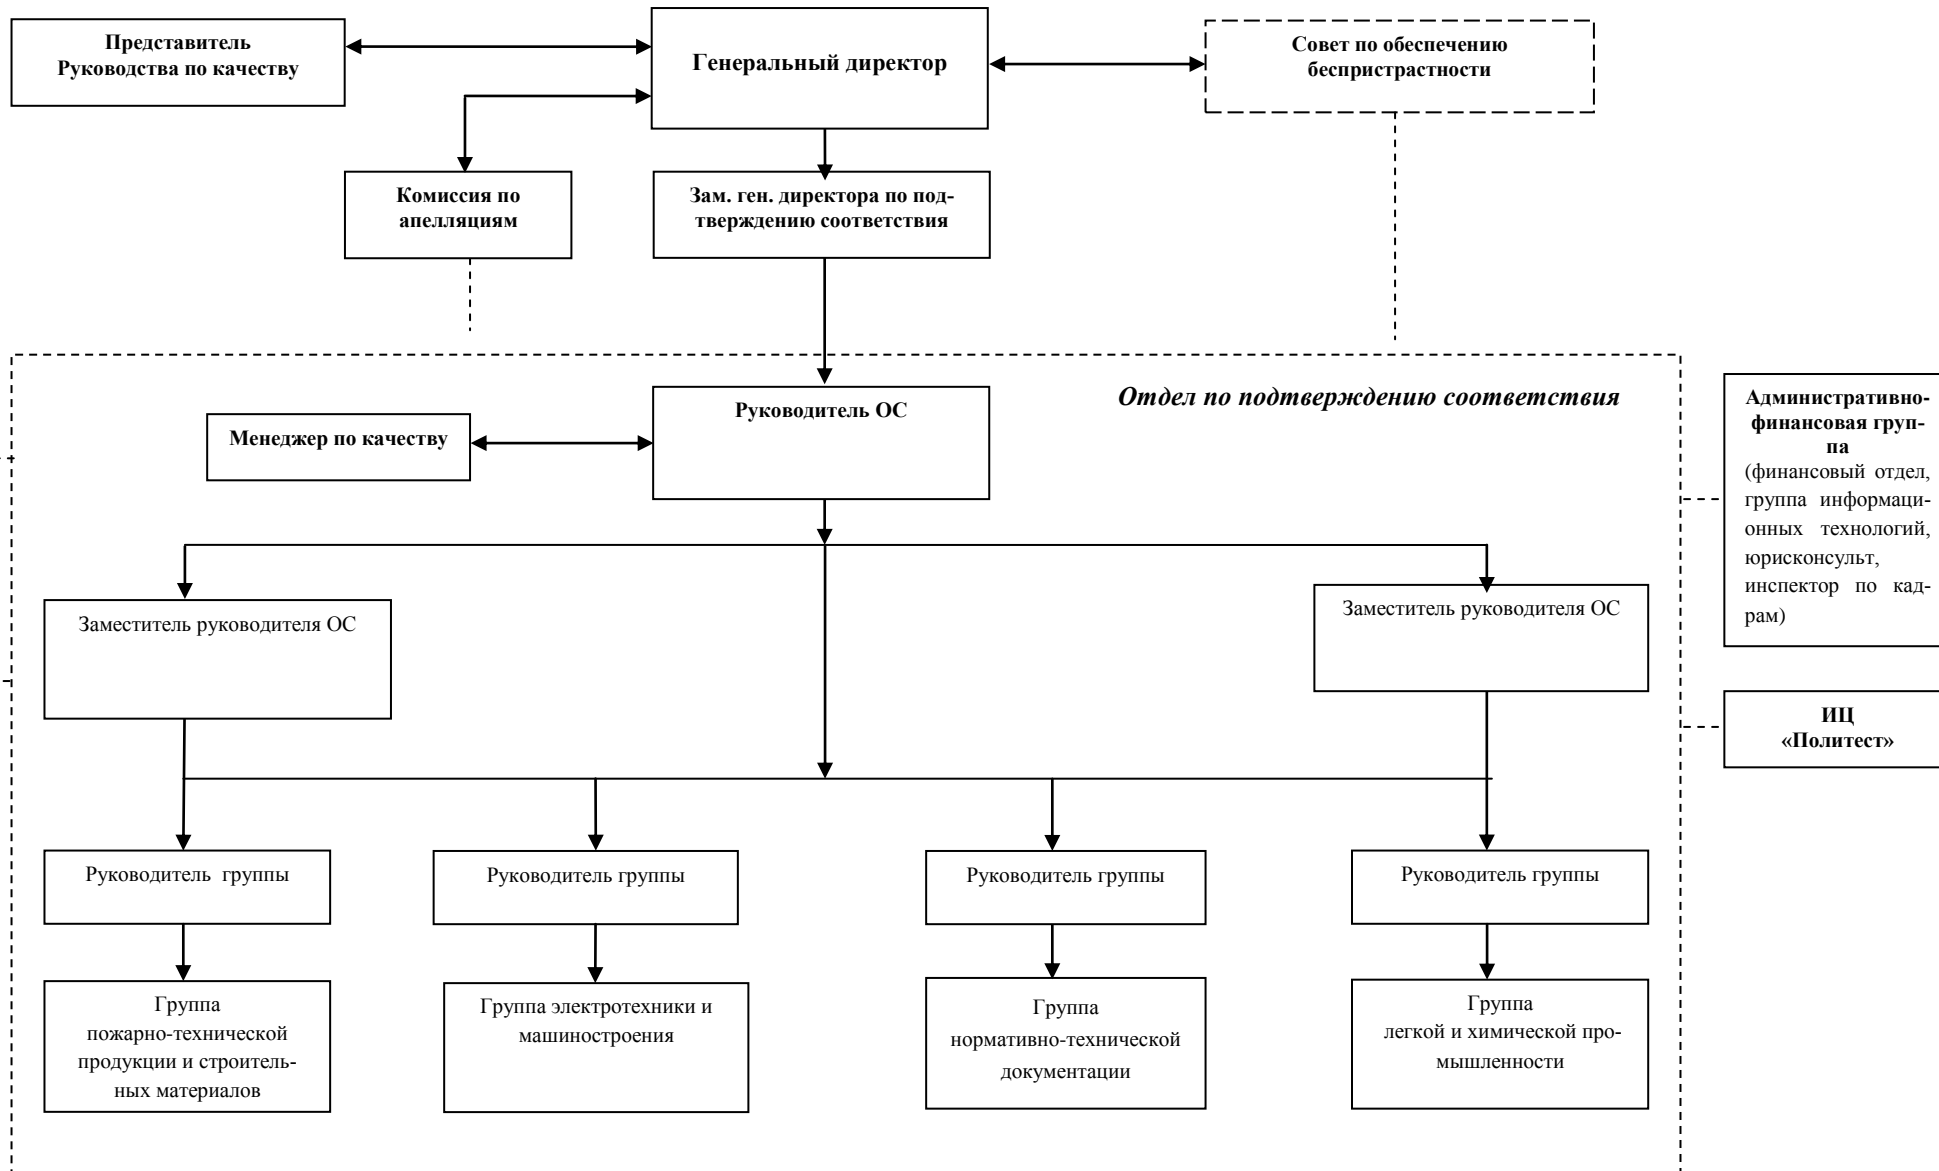 Представитель
Руководства по качеству
Генеральный директор
Совет по обеспечению
беспристрастности
Комиссия по
апелляциям
Зам. ген. директора по под-
тверждению соответствия
Отдел по подтверждению соответствия
Руководитель ОС
Менеджер по качеству
Административно-
финансовая груп-
па
(финансовый отдел,
группа информаци-
онных технологий,
юрисконсульт,
инспектор по кад-
рам)
Заместитель руководителя ОС
Заместитель руководителя ОС
ИЦ
«Политест»
Руководитель группы
Руководитель группы
Руководитель группы
Руководитель группы
Группа
пожарно-технической
продукции и строитель-
ных материалов
Группа электротехники и
машиностроения
Группа
нормативно-технической
документации
Группа
легкой и химической про-
мышленности